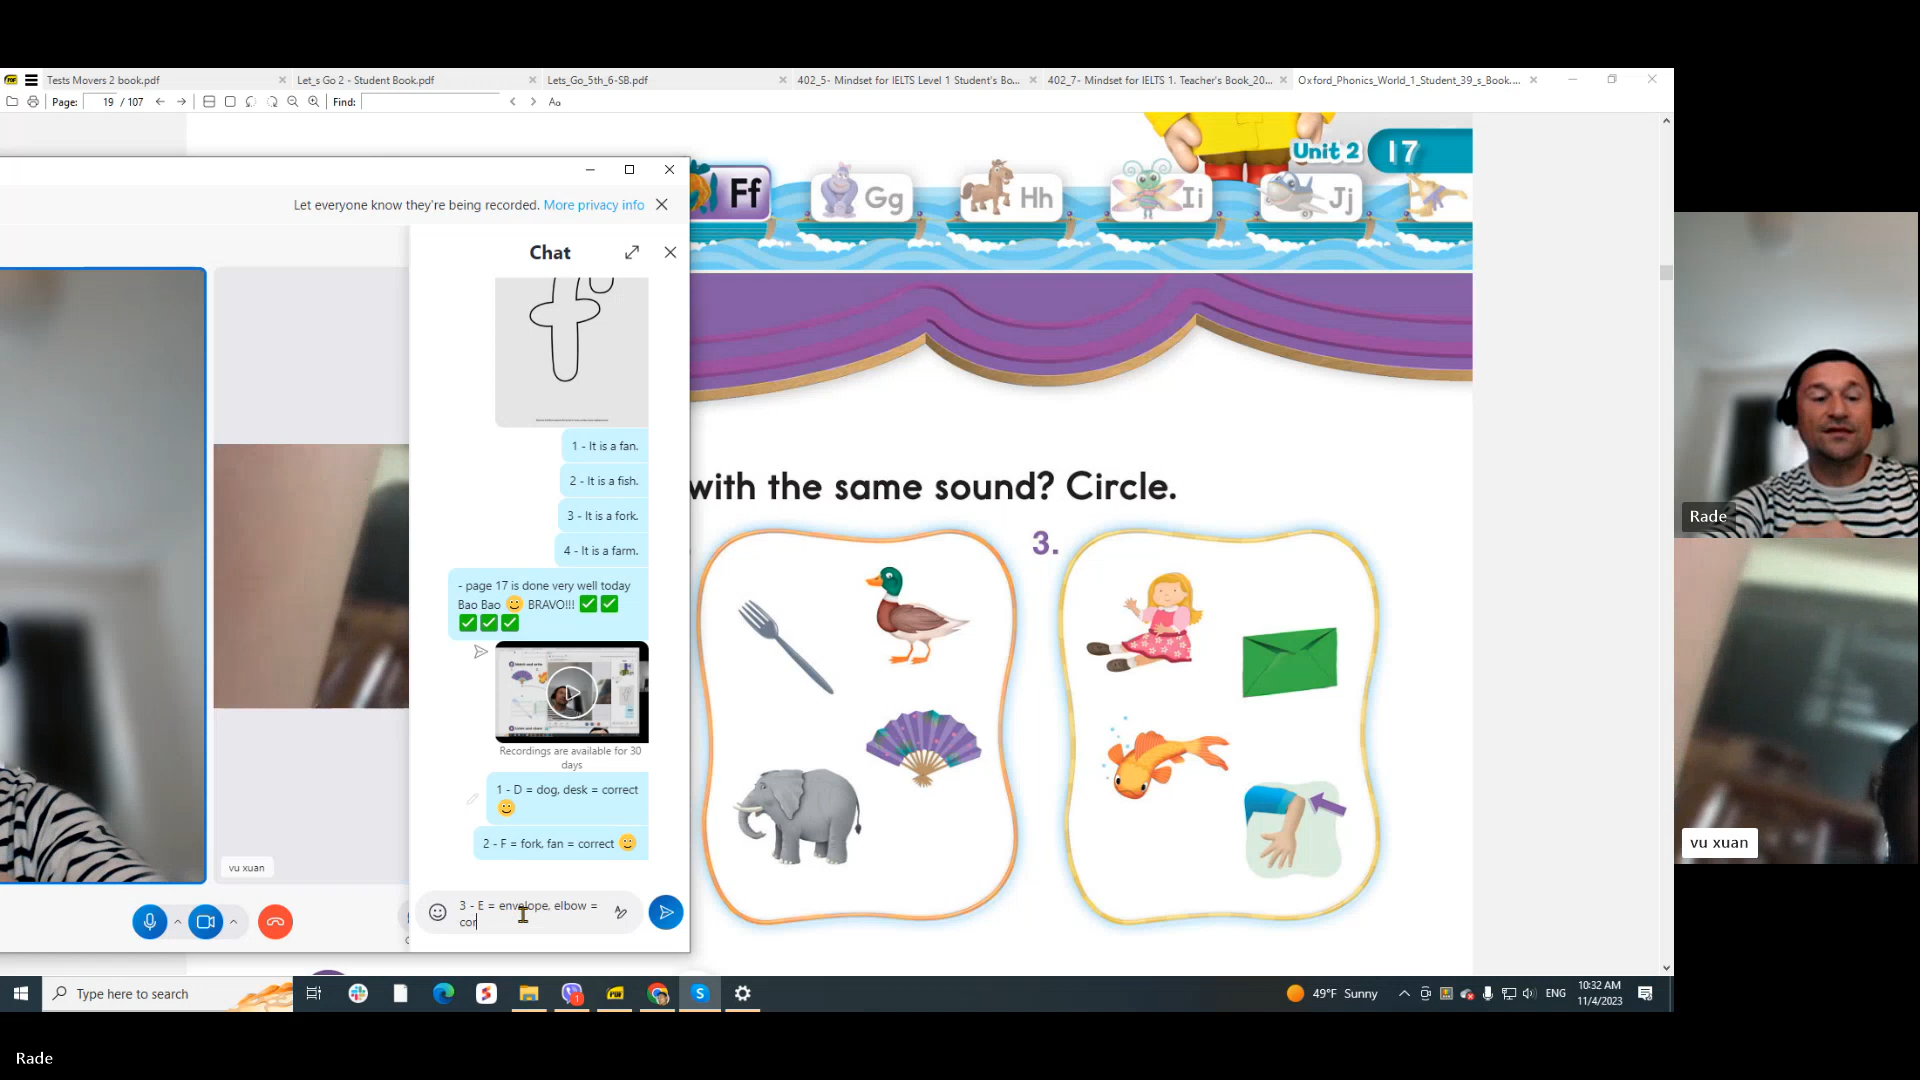 Tests Movers 2 book.pdf
Let_s Go 2 - Student Book.pdf
Lets_Go_5th_6-SB.pdf
402_5- Mindset for IELTS Level 1 Student's Bo...
402_7- Mindset for IELTS 1. Teacher's Book_20...
Oxford_Phonics_World_1_Student_39_s_Book....
Page: 19 / 107
Find:
Aa
Unit 2 17
Ff
Gg
Hh
Ii
Jj
Let everyone know they're being recorded. More privacy info
Chat
1 - It is a fan.
2 - It is a fish.
3 - It is a fork.
4 - It is a farm.
- page 17 is done very well today
Bao Bao 🙂 BRAVO!!! ✅✅
✅✅✅
Recordings are available for 30
days
1 - D = dog, desk = correct
🙂
2 - F = fork, fan = correct 🙂
3 - E = envelope, elbow =
cor
vu xuan
with the same sound? Circle.
3.
Rade
vu xuan
Type here to search
49°F Sunny
ENG
10:32 AM
11/4/2023
Rade